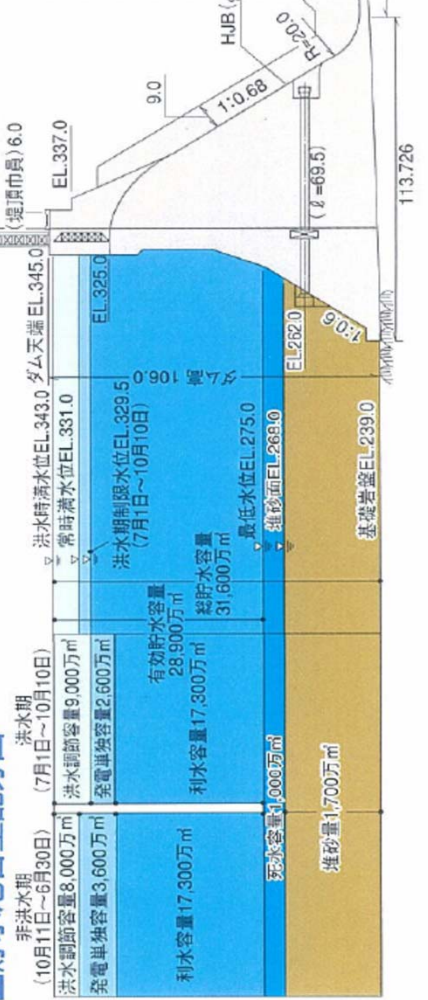 非洪水期
(10月11日～6月30日)
洪水期
(7月1日～10月10日)
洪水調節容量8,000万㎥
発電単独容量3,600万㎥
利水容量17,300万㎥
洪水調節容量9,000万㎥
発電単独容量2,600万㎥
利水容量17,300万㎥
有効貯水容量
28,900万㎥
総貯水容量
31,600万㎥
死水容量1,000万㎥
堆砂量1,700万㎥
洪水時満水位EL.343.0
常時満水位EL.331.0
洪水期制限水位EL.329.5
(7月1日～10月10日)
最低水位EL.275.0
堆砂面EL.268.0
基礎岩盤EL.239.0
ダム高 106.0
ダム天端 EL.345.0
EL.325.0
EL.262.0
1:0.6
(堤頂巾員)6.0
EL.337.0
9.0
1:0.68
HJB(
R=20.0
(ℓ=69.5)
113.726